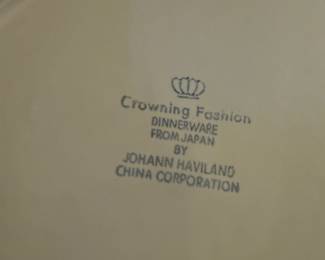 Crowning Fashion
DINNERWARE
FROM JAPAN
BY
JOHANN HAVILAND
CHINA CORPORATION